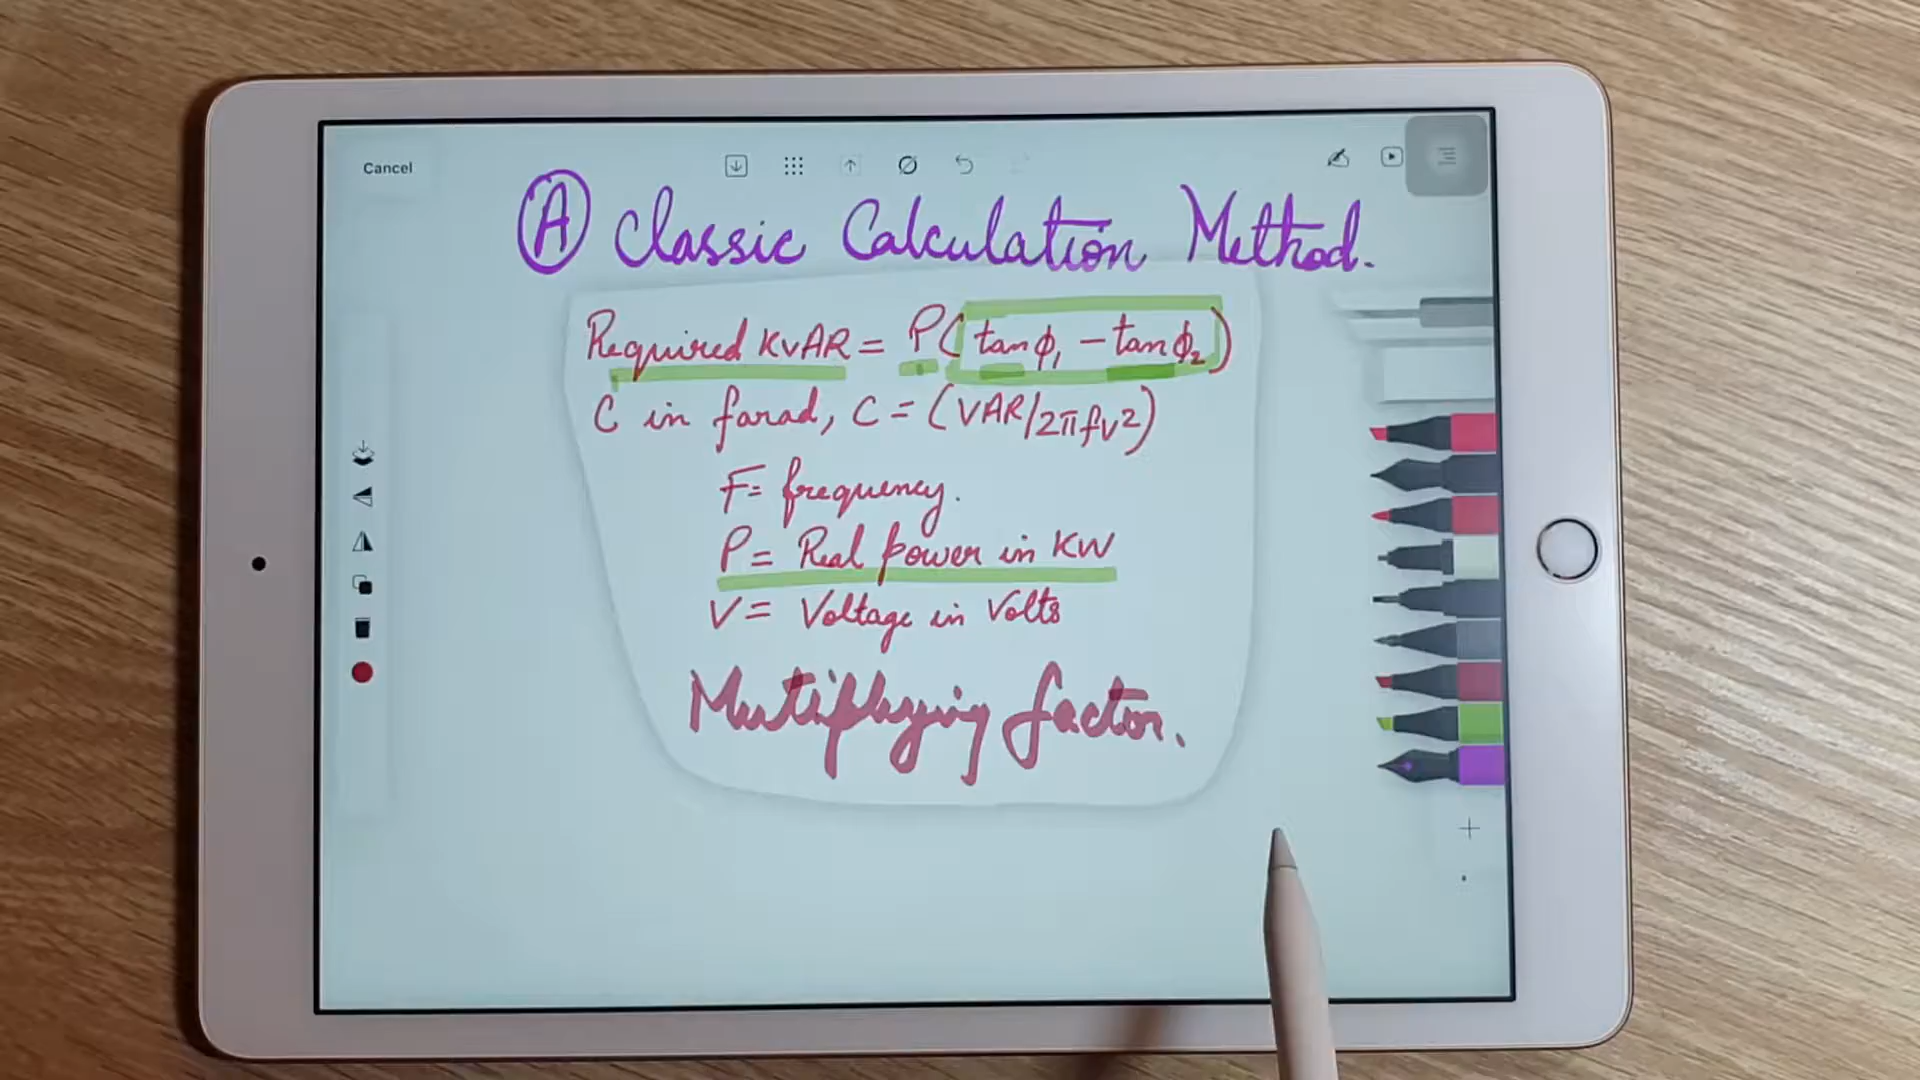 Cancel
Ⓐ Classic Calculation Method.
Required KVAR = P(tanφ₁ - tanφ₂)
C in farad, C = (VAR/2πfv²)
F= frequency.
P= Real power in KW
V= Voltage in Volts
Multiplying factor.